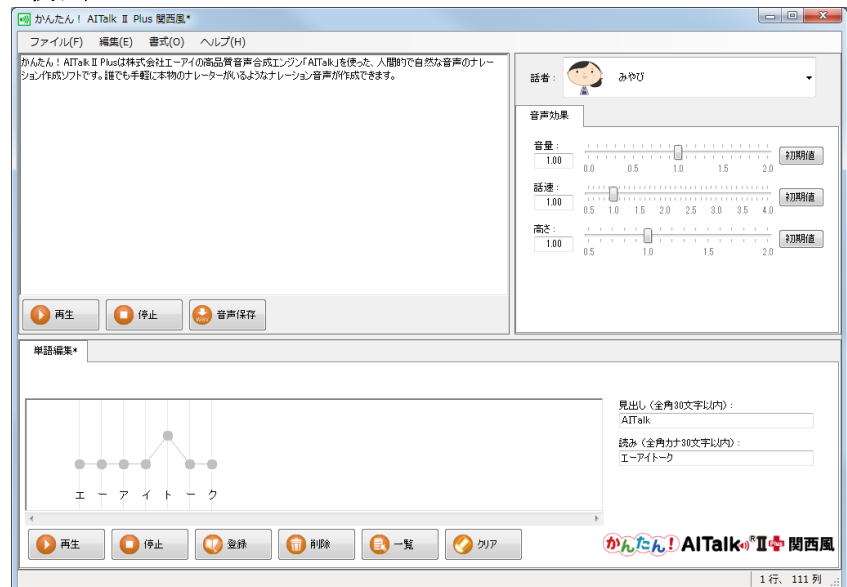 かんたん！ AITalk Ⅱ Plus 関西風*
ファイル(F) 編集(E) 書式(O) ヘルプ(H)
かんたん！AITalk Ⅱ Plusは株式会社エーアイの高品質音声合成エンジン「AITalk」を使った、人間的で自然な音声のナレー
ション作成ソフトです。誰でも手軽に本物のナレーターがいるようなナレーション音声が作成できます。
話者： みやび
音声効果
音量：
1.00
0.0 0.5 1.0 1.5 2.0
初期値
話速：
1.00
0.5 1.0 1.5 2.0 2.5 3.0 3.5 4.0
初期値
高さ：
1.00
0.5 1.0 1.5 2.0
初期値
再生 停止 音声保存
単語編集*
見出し（全角30文字以内）：
AITalk
読み（全角カナ30文字以内）：
エーアイトーク
エ ー ア イ ト ー ク
再生 停止 登録 削除 一覧 クリア
かんたん！ AITalk®Ⅱ Plus 関西風
1 行、 111 列